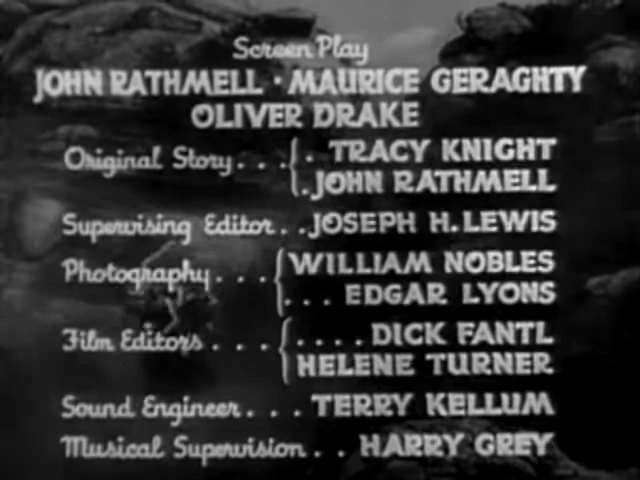 Screen Play
JOHN RATHMELL · MAURICE GERAGHTY
OLIVER DRAKE
Original Story . . . { . TRACY KNIGHT
. JOHN RATHMELL
Supervising Editor . . JOSEPH H. LEWIS
Photography . . . { WILLIAM NOBLES
. . . EDGAR LYONS
Film Editors . . . { . . . . DICK FANTL
HELENE TURNER
Sound Engineer . . . TERRY KELLUM
Musical Supervision . . HARRY GREY